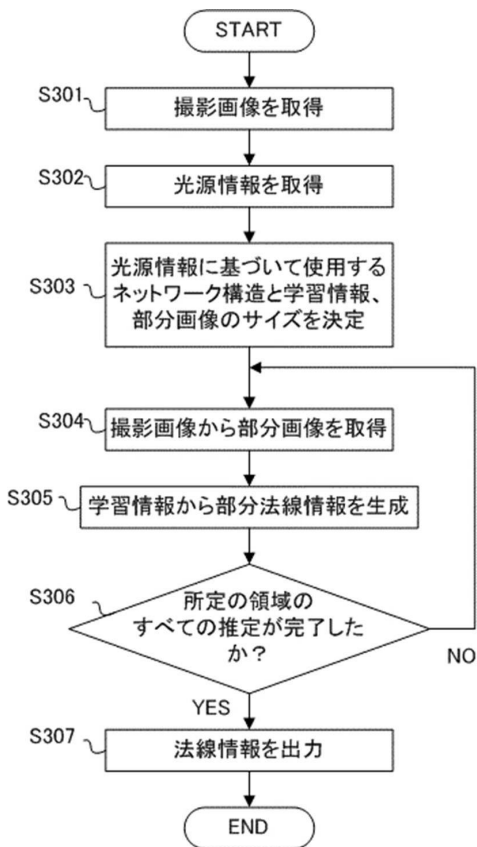 START
S301
撮影画像を取得
S302
光源情報を取得
S303
光源情報に基づいて使用する
ネットワーク構造と学習情報、
部分画像のサイズを決定
S304
撮影画像から部分画像を取得
S305
学習情報から部分法線情報を生成
S306
所定の領域の
すべての推定が完了した
か？
NO
YES
S307
法線情報を出力
END